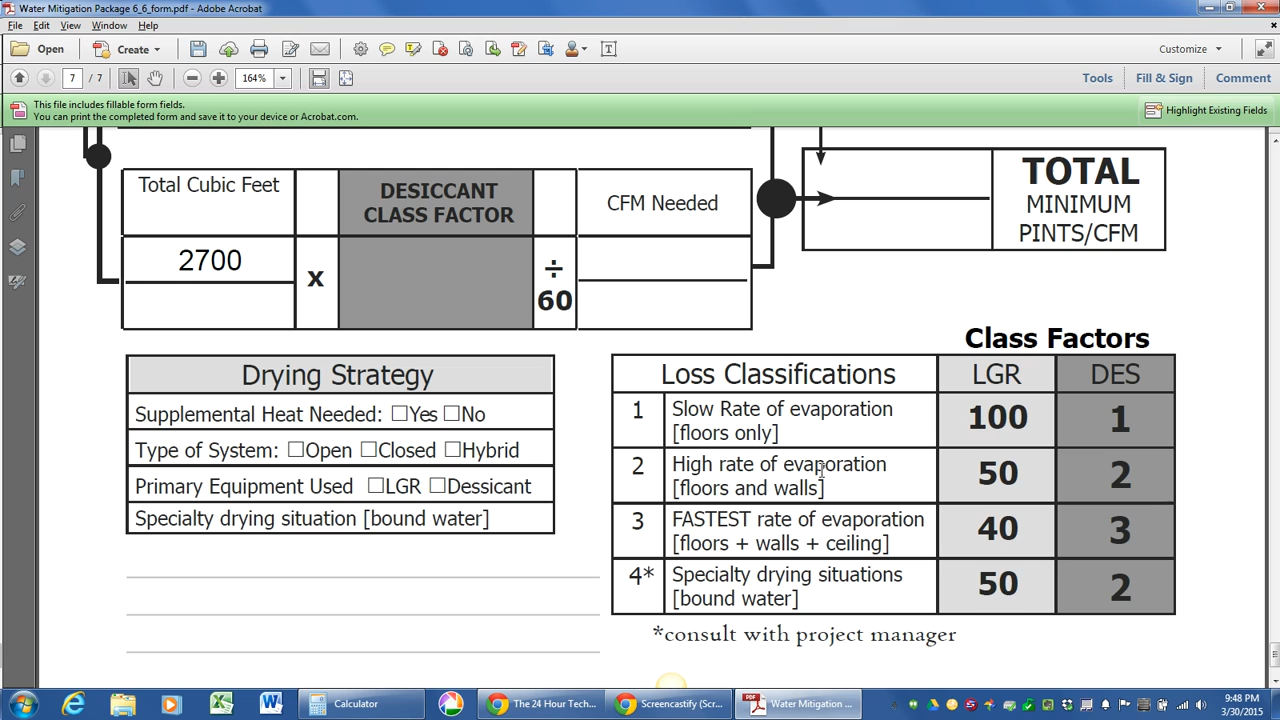 Water Mitigation Package 6_6_form.pdf - Adobe Acrobat
File Edit View Window Help
Open Create Customize
7 / 7 164% Tools Fill & Sign Comment
This file includes fillable form fields.
You can print the completed form and save it to your device or Acrobat.com.
Highlight Existing Fields
Total Cubic Feet
DESICCANT
CLASS FACTOR
CFM Needed
2700
x
÷
60
TOTAL
MINIMUM
PINTS/CFM
Drying Strategy
Supplemental Heat Needed: ☐Yes ☐No
Type of System: ☐Open ☐Closed ☐Hybrid
Primary Equipment Used ☐LGR ☐Dessicant
Specialty drying situation [bound water]
Class Factors
Loss Classifications LGR DES
1 Slow Rate of evaporation 100 1
[floors only]
2 High rate of evaporation 50 2
[floors and walls]
3 FASTEST rate of evaporation 40 3
[floors + walls + ceiling]
4* Specialty drying situations 50 2
[bound water]
*consult with project manager
Calculator
The 24 Hour Tech...
Screencastify (Scr...
Water Mitigation ...
9:48 PM
3/30/2015